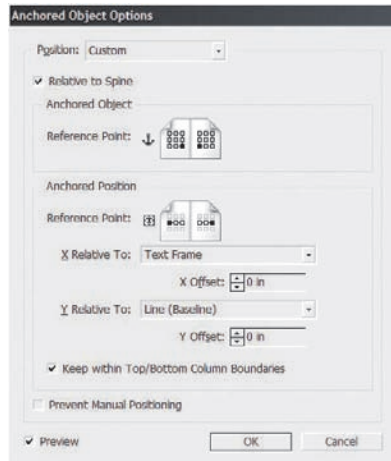 Anchored Object Options
Position: Custom
Relative to Spine
Anchored Object
Reference Point:
Anchored Position
Reference Point:
X Relative To: Text Frame
X Offset: 0 in
Y Relative To: Line (Baseline)
Y Offset: 0 in
Keep within Top/Bottom Column Boundaries
Prevent Manual Positioning
Preview OK Cancel